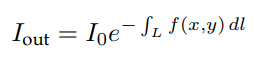 I_out = I_0 e^{- ∫_L f(x,y) dl}